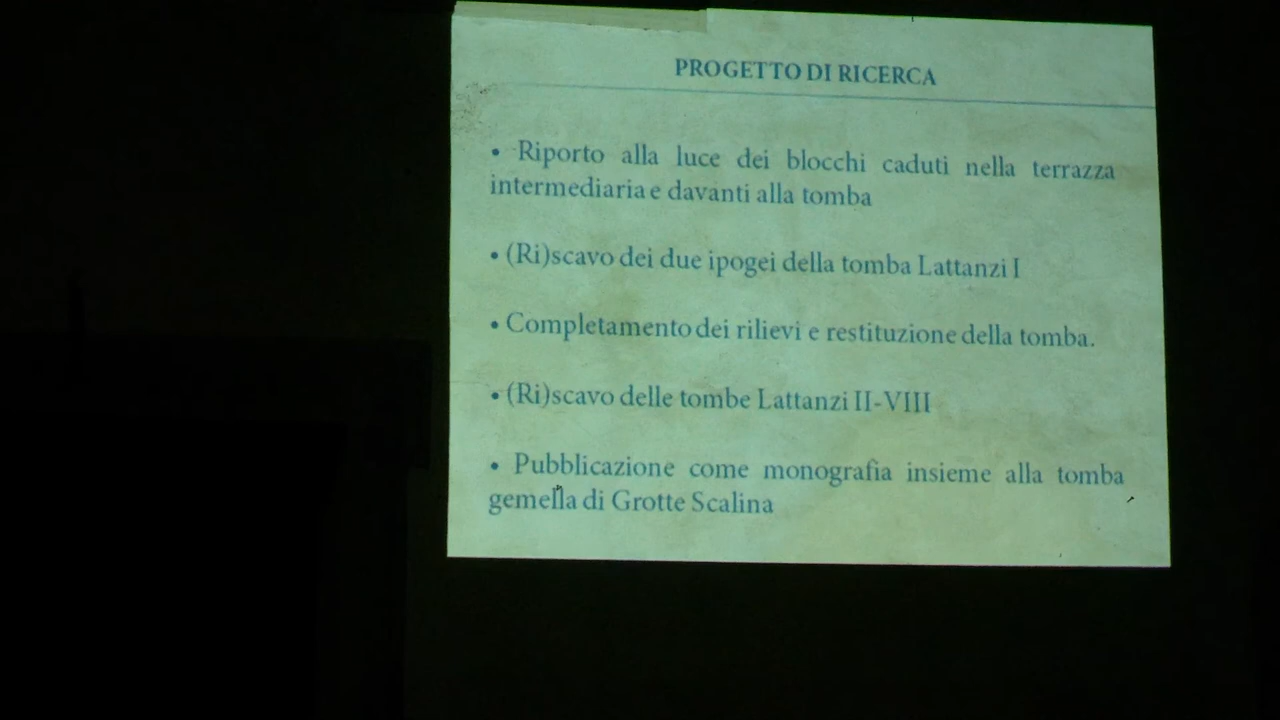 PROGETTO DI RICERCA
• Riporto alla luce dei blocchi caduti nella terrazza
intermediaria e davanti alla tomba
• (Ri)scavo dei due ipogei della tomba Lattanzi I
• Completamento dei rilievi e restituzione della tomba.
• (Ri)scavo delle tombe Lattanzi II-VIII
• Pubblicazione come monografia insieme alla tomba
gemella di Grotte Scalina